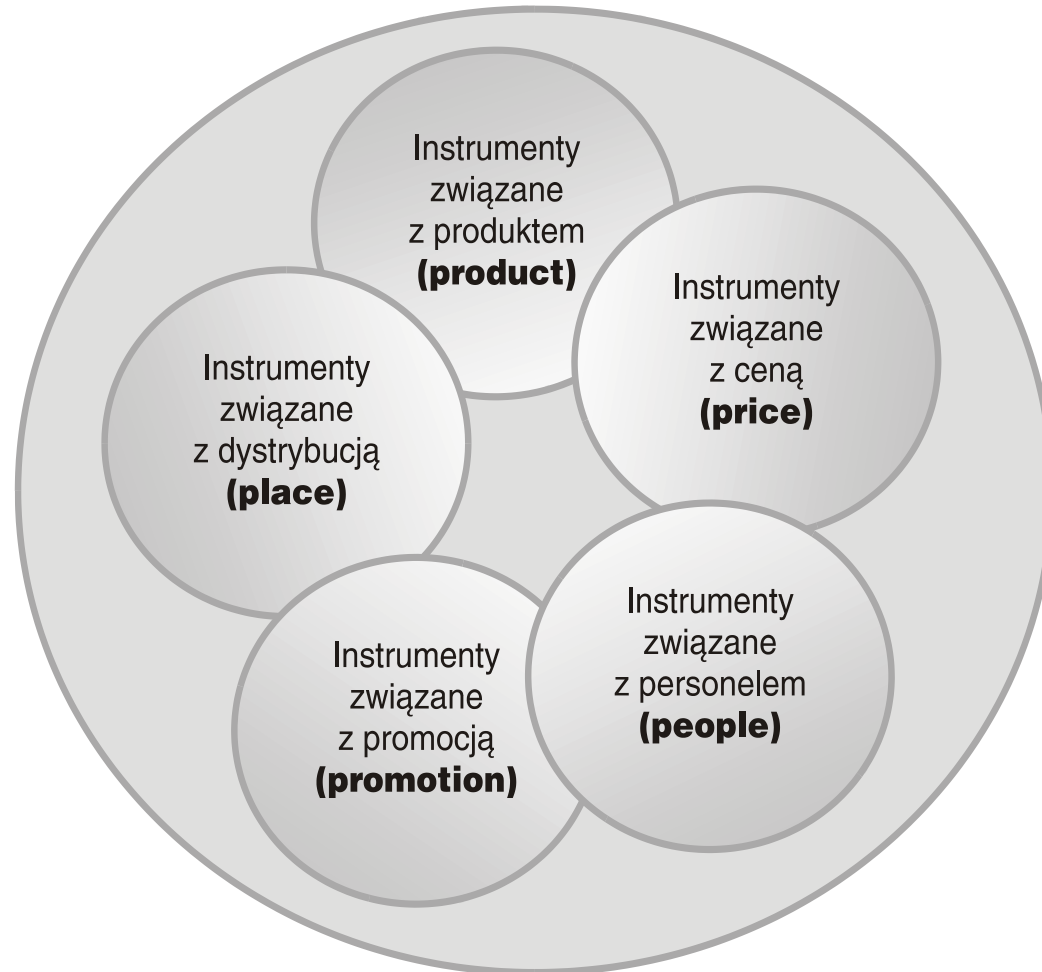 Instrumenty
związane
z produktem
(product)
Instrumenty
związane
z ceną
(price)
Instrumenty
związane
z dystrybucją
(place)
Instrumenty
związane
z personelem
(people)
Instrumenty
związane
z promocją
(promotion)